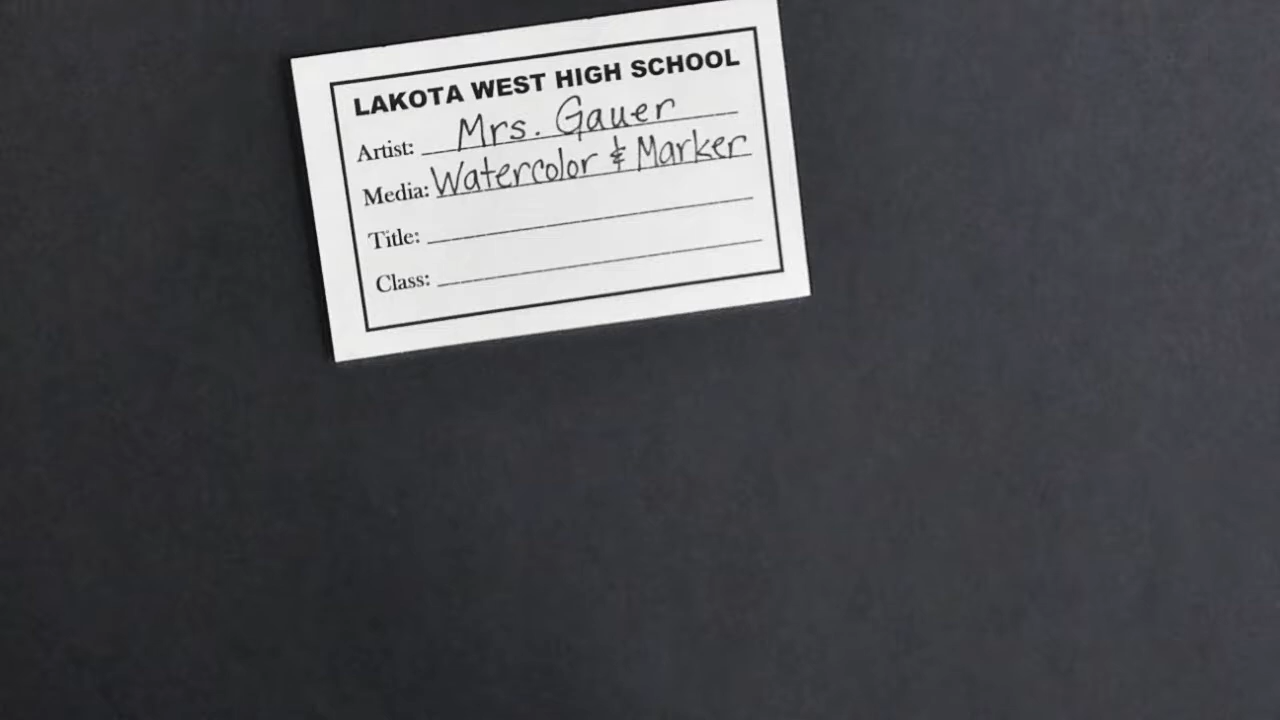 LAKOTA WEST HIGH SCHOOL
Artist: Mrs. Gauer
Media: Watercolor & Marker
Title:
Class: